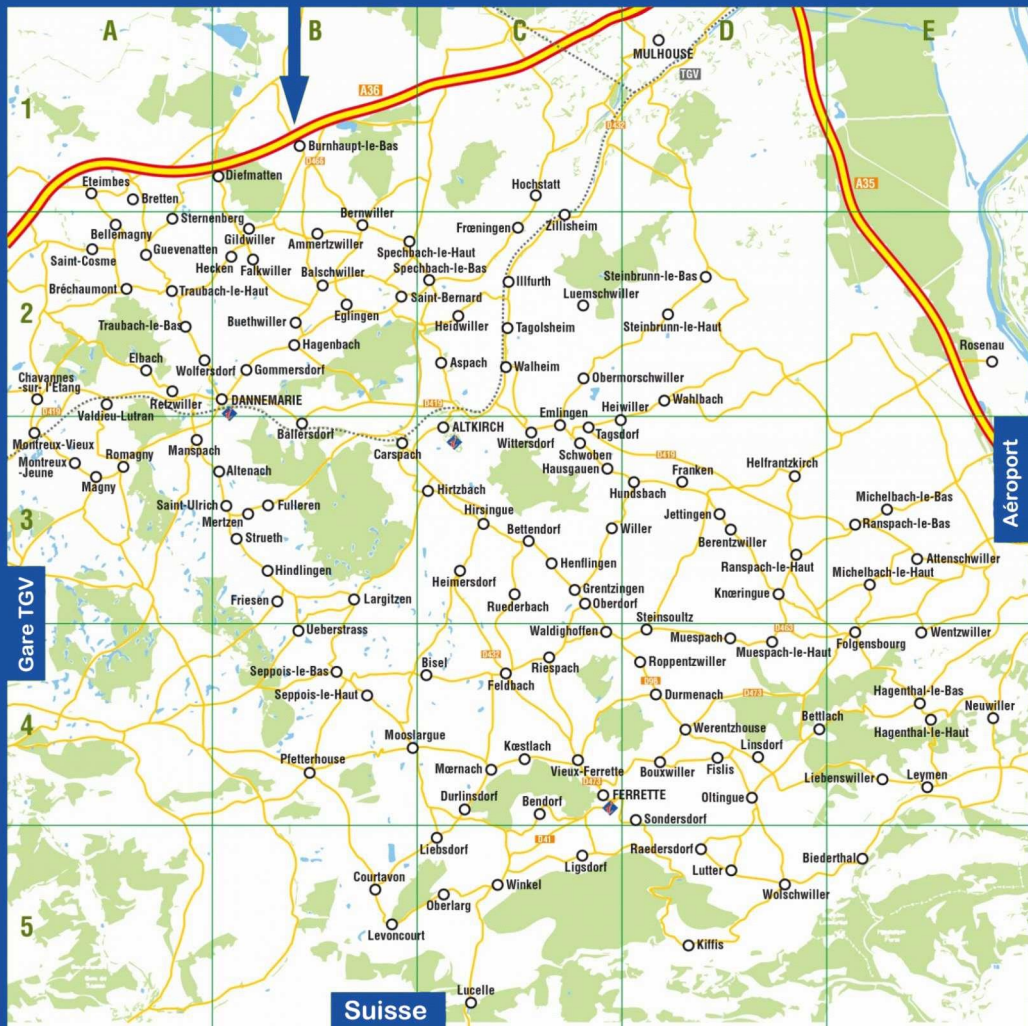 A
B
C
D
E
1
MULHOUSE
TGV
A36
D432
Burnhaupt-le-Bas
D466
Diefmatten
Eteimbes
Bretten
Hochstatt
A35
Sternenberg
Bernwiller
Zillisheim
Bellemagny
Gildwiller
Ammertzwiller
Frœningen
Saint-Cosme
Guevenatten
Hecken
Falkwiller
Spechbach-le-Haut
Balschwiller
Spechbach-le-Bas
Illfurth
Steinbrunn-le-Bas
Bréchaumont
Traubach-le-Haut
Saint-Bernard
Luemschwiller
2
Eglingen
Heidwiller
Steinbrunn-le-Haut
Traubach-le-Bas
Buethwiller
Tagolsheim
Hagenbach
Rosenau
Elbach
Wolfersdorf
Gommersdorf
Aspach
Walheim
Chavannes
-sur- l'Etang
Retzwiller
DANNEMARIE
Obermorschwiller
Wahlbach
D419
Valdieu-Lutran
D419
Emlingen
Heiwiller
Montreux-Vieux
Ballersdorf
ALTKIRCH
Wittersdorf
Tagsdorf
Manspach
Carspach
Schwoben
D419
Montreux
-Jeune
Romagny
Magny
Altenach
Hausgauen
Franken
Helfrantzkirch
Hundsbach
Hirtzbach
Michelbach-le-Bas
Saint-Ulrich
Fulleren
Mertzen
Hirsingue
Jettingen
Ranspach-le-Bas
3
Strueth
Bettendorf
Willer
Berentzwiller
Aéroport
Hindlingen
Heimersdorf
Henflingen
Ranspach-le-Haut
Attenschwiller
Michelbach-le-Haut
Friesen
Largitzen
Ruederbach
Grentzingen
Oberdorf
Knœringue
Gare TGV
Ueberstrass
Waldighoffen
Steinsoultz
Muespach
D463
Muespach-le-Haut
Folgensbourg
Wentzwiller
Seppois-le-Bas
Bisel
D432
Riespach
Roppentzwiller
Feldbach
Seppois-le-Haut
Durmenach
D473
Hagenthal-le-Bas
Neuwiller
4
Mooslargue
Werentzhouse
Bettlach
Hagenthal-le-Haut
Pfetterhouse
Mœrnach
Kœstlach
Vieux-Ferrette
Bouxwiller
Fislis
Linsdorf
Liebenswiller
Leymen
D473
FERRETTE
Durlinsdorf
Bendorf
Oltingue
Sondersdorf
Liebsdorf
D41
Ligsdorf
Raedersdorf
Biederthal
Courtavon
Oberlarg
Winkel
Lutter
Wolschwiller
5
Levoncourt
Kiffis
Lucelle
Suisse